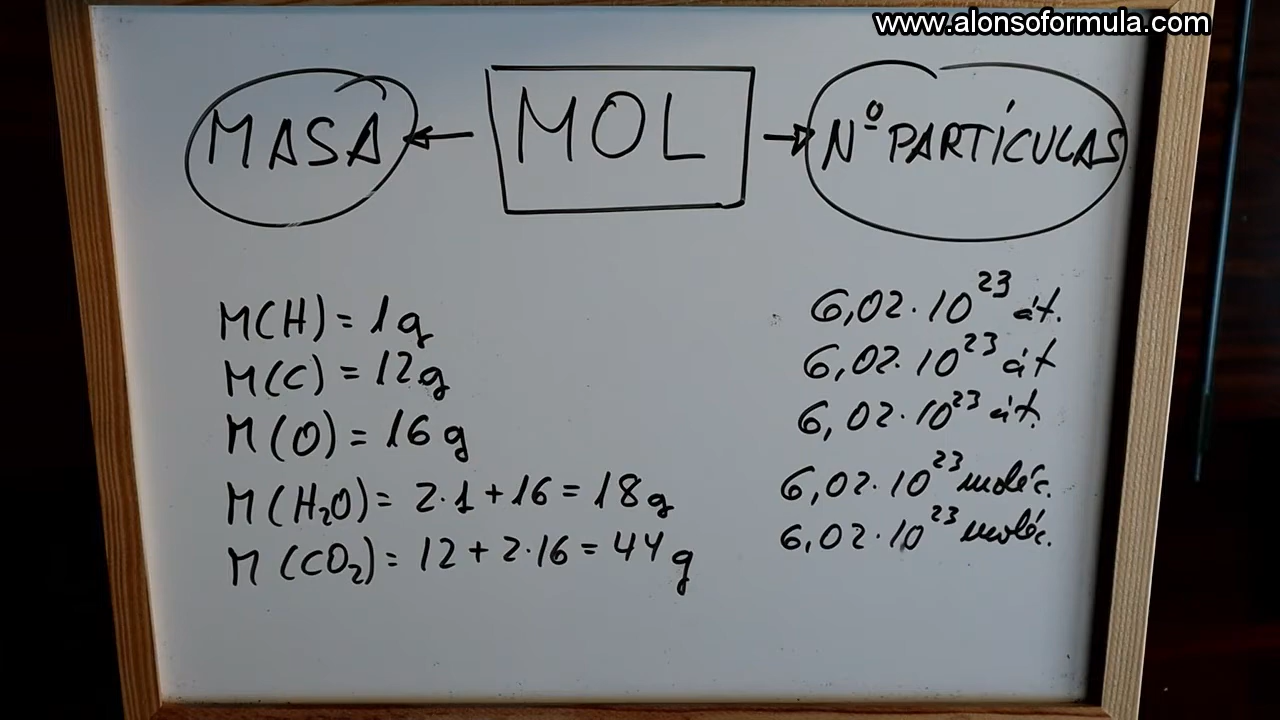 www.alonsoformula.com
MASA ← MOL → Nº PARTÍCULAS
M(H) = 1g 6,02·10²³ át.
M(C) = 12g 6,02·10²³ át
M(O) = 16g 6,02·10²³ át.
M(H₂O) = 2·1 + 16 = 18g 6,02·10²³ moléc.
M(CO₂) = 12 + 2·16 = 44g 6,02·10²³ moléc.